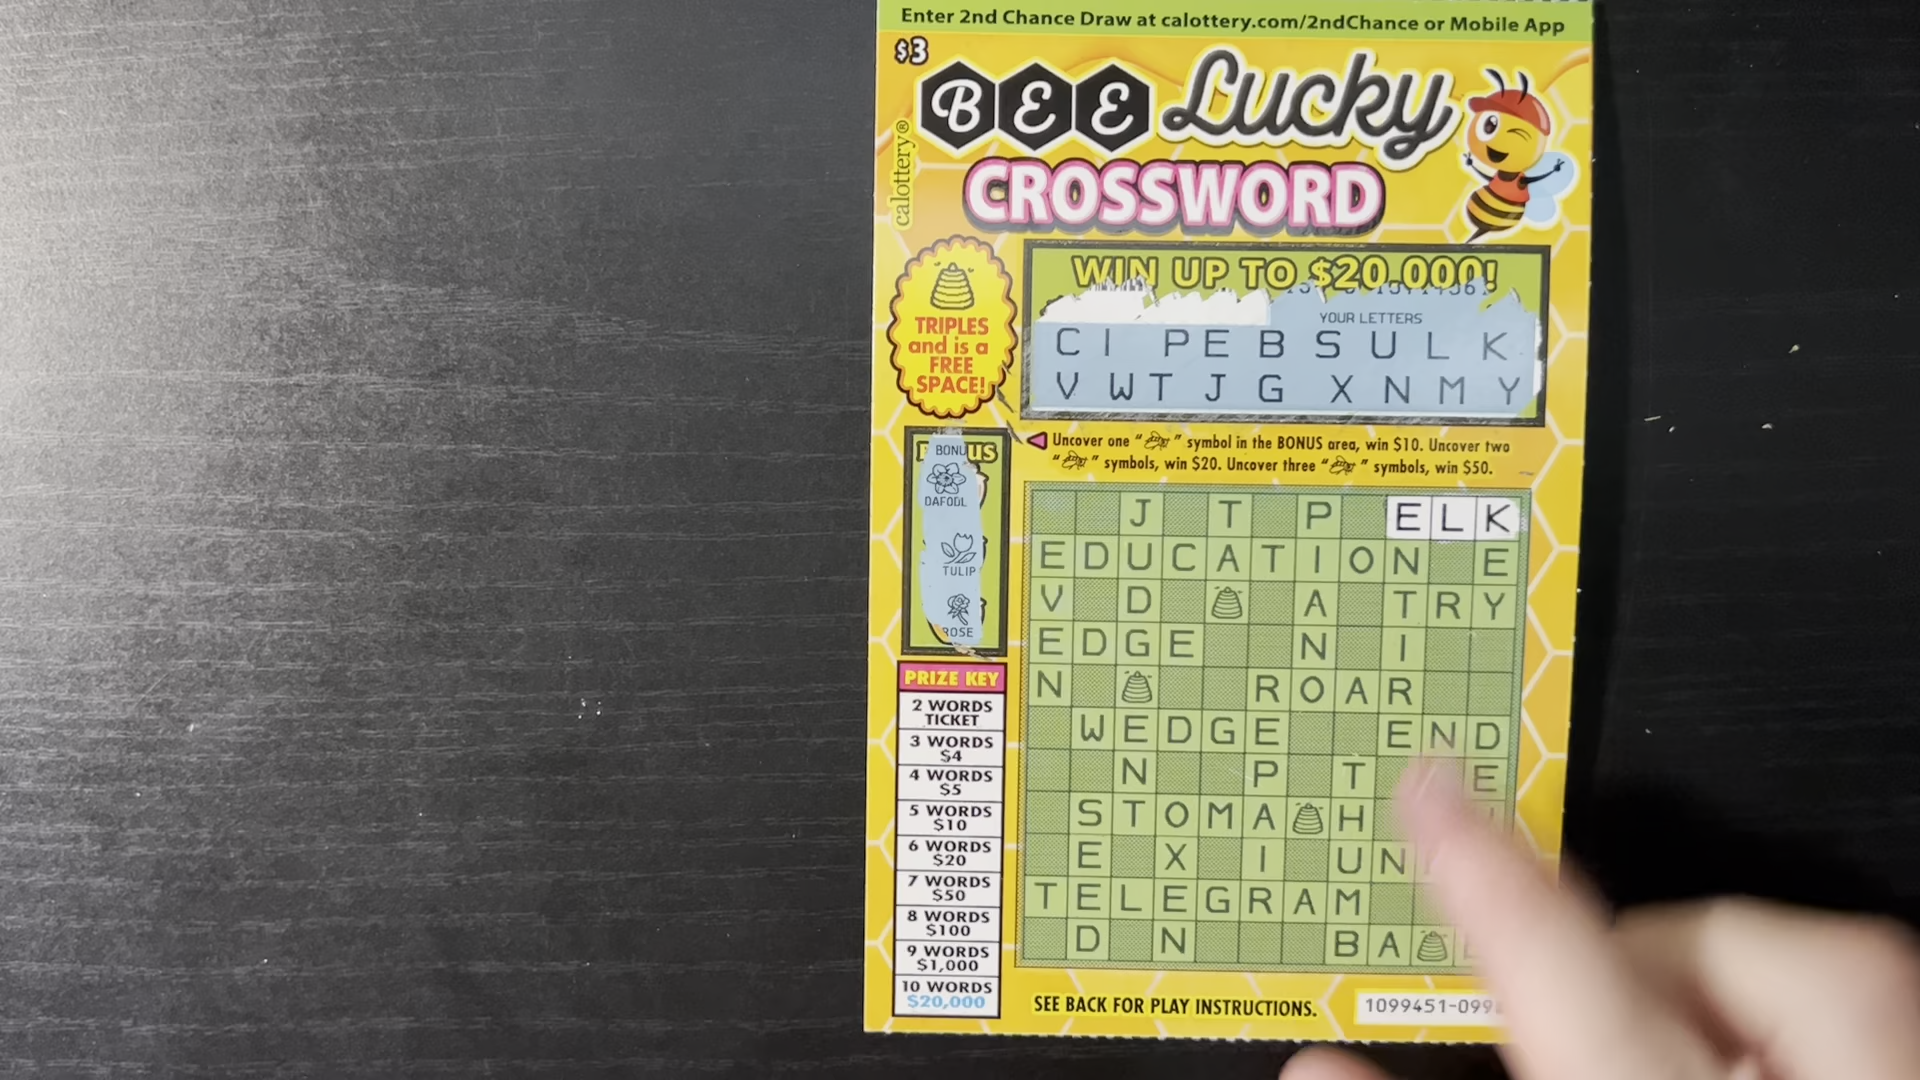 Enter 2nd Chance Draw at calottery.com/2ndChance or Mobile App
$3
BEE Lucky
calottery®
CROSSWORD
TRIPLES
and is a
FREE
SPACE!
WIN UP TO $20,000!
YOUR LETTERS
C I P E B S U L K
V W T J G X N M Y
Uncover one " " symbol in the BONUS area, win $10. Uncover two
" " symbols, win $20. Uncover three " " symbols, win $50.
BONUS
DAFODL
TULIP
ROSE
PRIZE KEY
2 WORDS
TICKET
3 WORDS
$4
4 WORDS
$5
5 WORDS
$10
6 WORDS
$20
7 WORDS
$50
8 WORDS
$100
9 WORDS
$1,000
10 WORDS
$20,000
J T P E L K
E D U C A T I O N E
V D A T R Y
E D G E N I
N R O A R
W E D G E E N D
N P T E
S T O M A H
E X I U N
T E L E G R A M
D N B A
SEE BACK FOR PLAY INSTRUCTIONS.